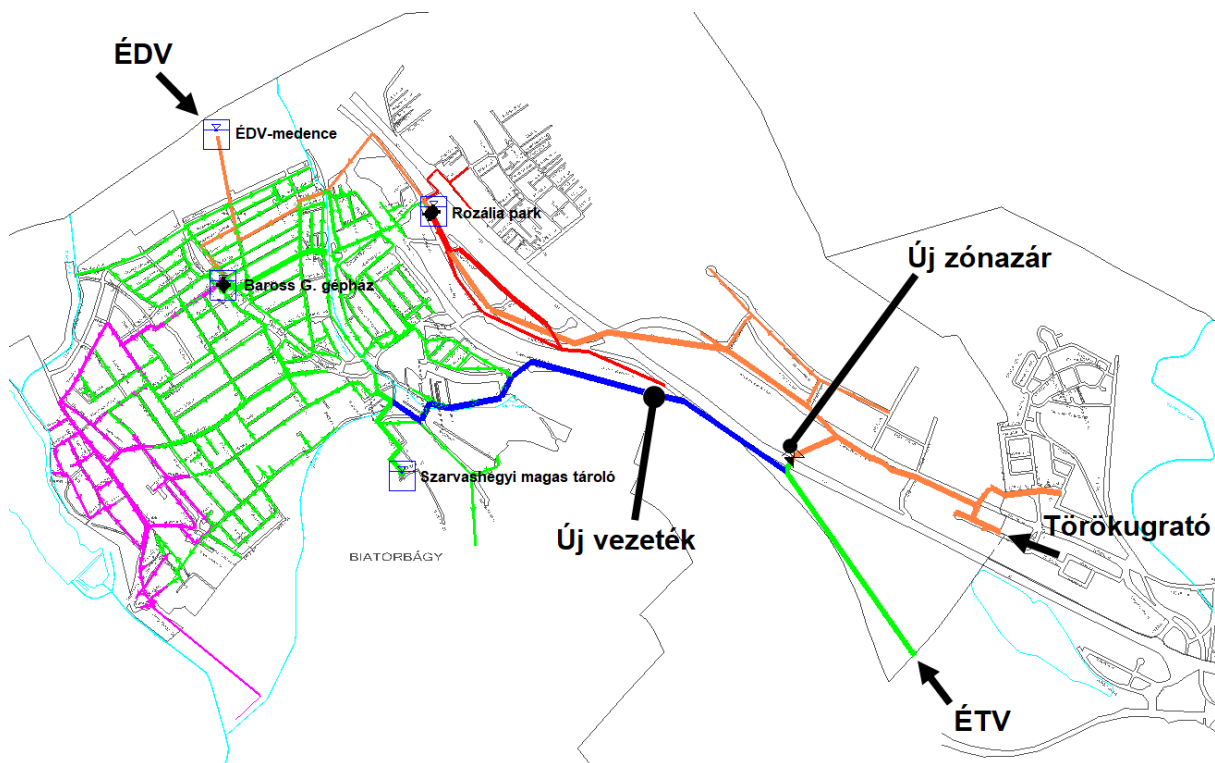 ÉDV
ÉDV-medence
Rozália park
Új zónazár
Baross G. gépház
Szarvashegyi magas tároló
Új vezeték
Törökugrató
BIATORBÁGY
ÉTV